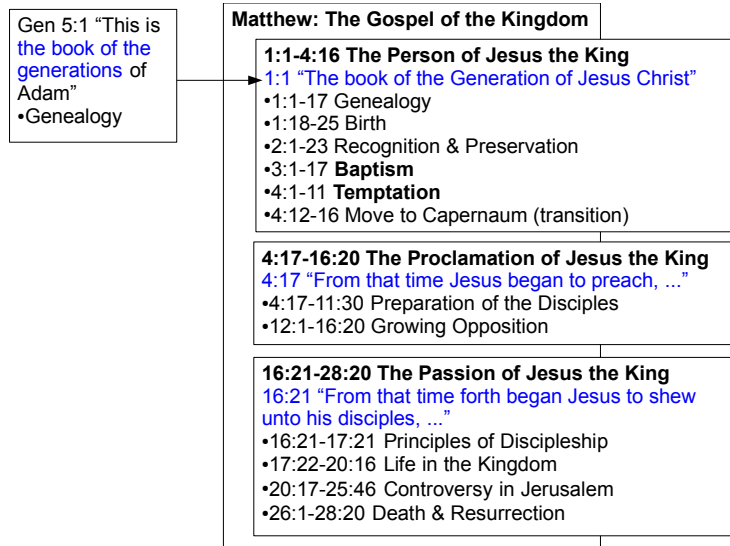 Gen 5:1 “This is
the book of the
generations of
Adam”
•Genealogy
Matthew: The Gospel of the Kingdom
1:1-4:16 The Person of Jesus the King
1:1 “The book of the Generation of Jesus Christ”
•1:1-17 Genealogy
•1:18-25 Birth
•2:1-23 Recognition & Preservation
•3:1-17 Baptism
•4:1-11 Temptation
•4:12-16 Move to Capernaum (transition)
4:17-16:20 The Proclamation of Jesus the King
4:17 “From that time Jesus began to preach, ...”
•4:17-11:30 Preparation of the Disciples
•12:1-16:20 Growing Opposition
16:21-28:20 The Passion of Jesus the King
16:21 “From that time forth began Jesus to shew
unto his disciples, ...”
•16:21-17:21 Principles of Discipleship
•17:22-20:16 Life in the Kingdom
•20:17-25:46 Controversy in Jerusalem
•26:1-28:20 Death & Resurrection